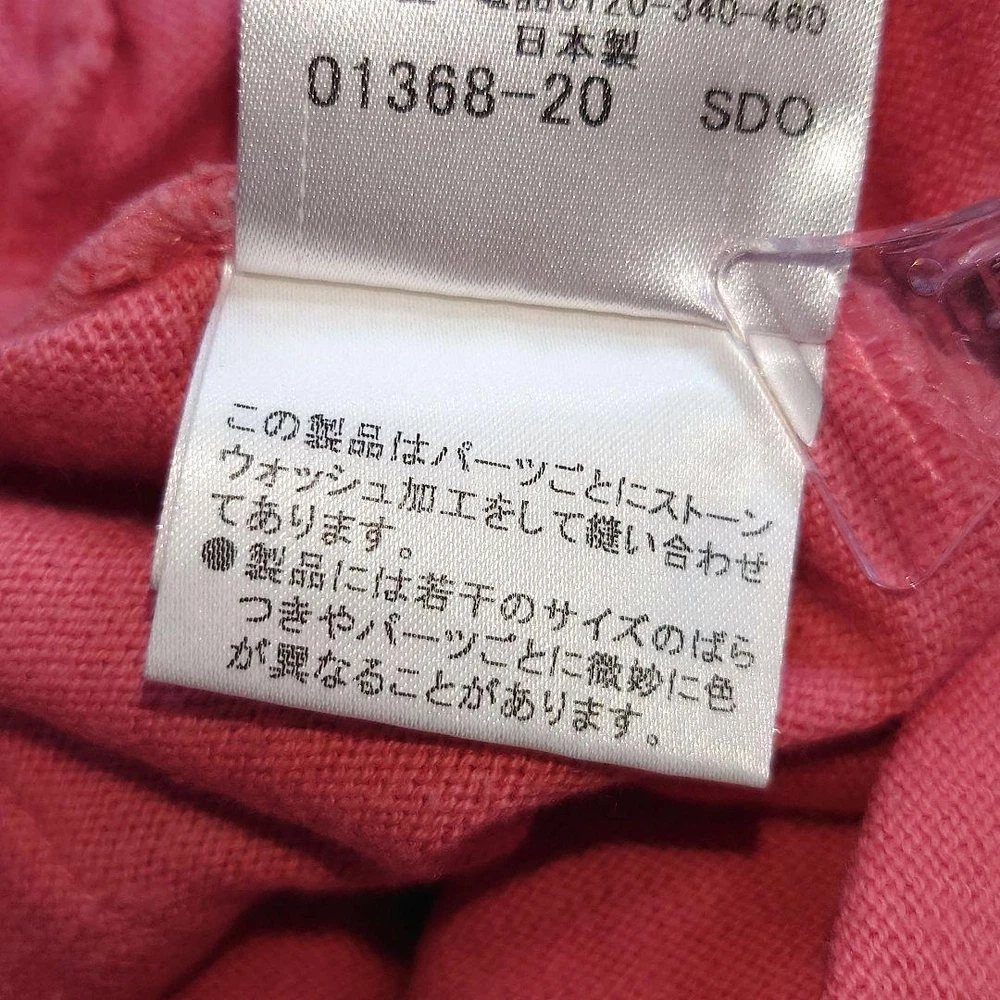 0120-340-460
日本製
01368-20 SDO
この製品はパーツごとにストーン
ウオッシュ加工をして縫い合わせ
てあります。
●製品には若干のサイズのばら
つきやパーツごとに微妙に色
が異なることがあります。